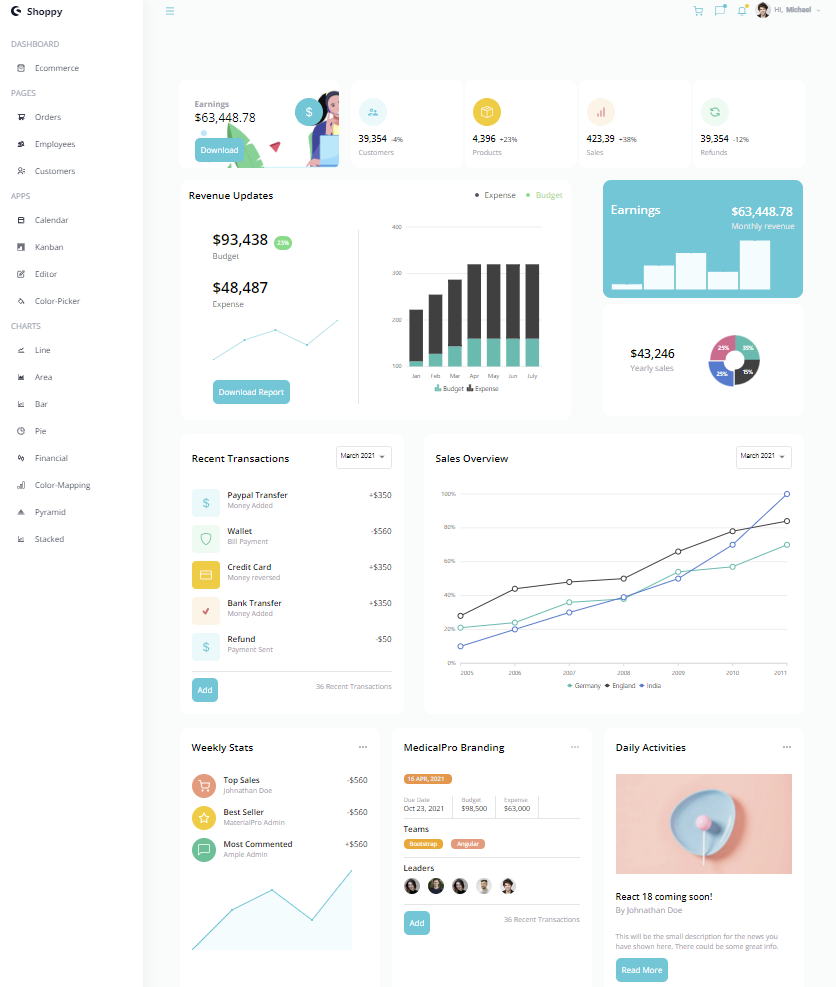 Shoppy
Hi, Michael
DASHBOARD
Ecommerce
PAGES
Orders
Employees
Customers
APPS
Calendar
Kanban
Editor
Color-Picker
CHARTS
Line
Area
Bar
Pie
Financial
Color-Mapping
Pyramid
Stacked
Earnings
$63,448.78
$
Download
39,354 -4%
Customers
4,396 +23%
Products
423,39 +38%
Sales
39,354 -12%
Refunds
Revenue Updates
Expense
Budget
$93,438 23%
Budget
$48,487
Expense
Download Report
400
300
200
100
Jan Feb Mar Apr May Jun July
Budget Expense
Earnings
$63,448.78
Monthly revenue
$43,246
Yearly sales
25% 35%
25% 15%
Recent Transactions
March 2021
$
Paypal Transfer +$350
Money Added
Wallet -$560
Bill Payment
Credit Card +$350
Money reversed
Bank Transfer +$350
Money Added
$
Refund -$50
Payment Sent
Add
36 Recent Transactions
Sales Overview
March 2021
100%
80%
60%
40%
20%
0%
2005 2006 2007 2008 2009 2010 2011
Germany England India
Weekly Stats
Top Sales -$560
Johnathan Doe
Best Seller -$560
MaterialPro Admin
Most Commented +$560
Ample Admin
MedicalPro Branding
16 APR, 2021
Due Date Budget Expense
Oct 23, 2021 $98,500 $63,000
Teams
Bootstrap Angular
Leaders
Add
36 Recent Transactions
Daily Activities
React 18 coming soon!
By Johnathan Doe
This will be the small description for the news you
have shown here. There could be some great info.
Read More